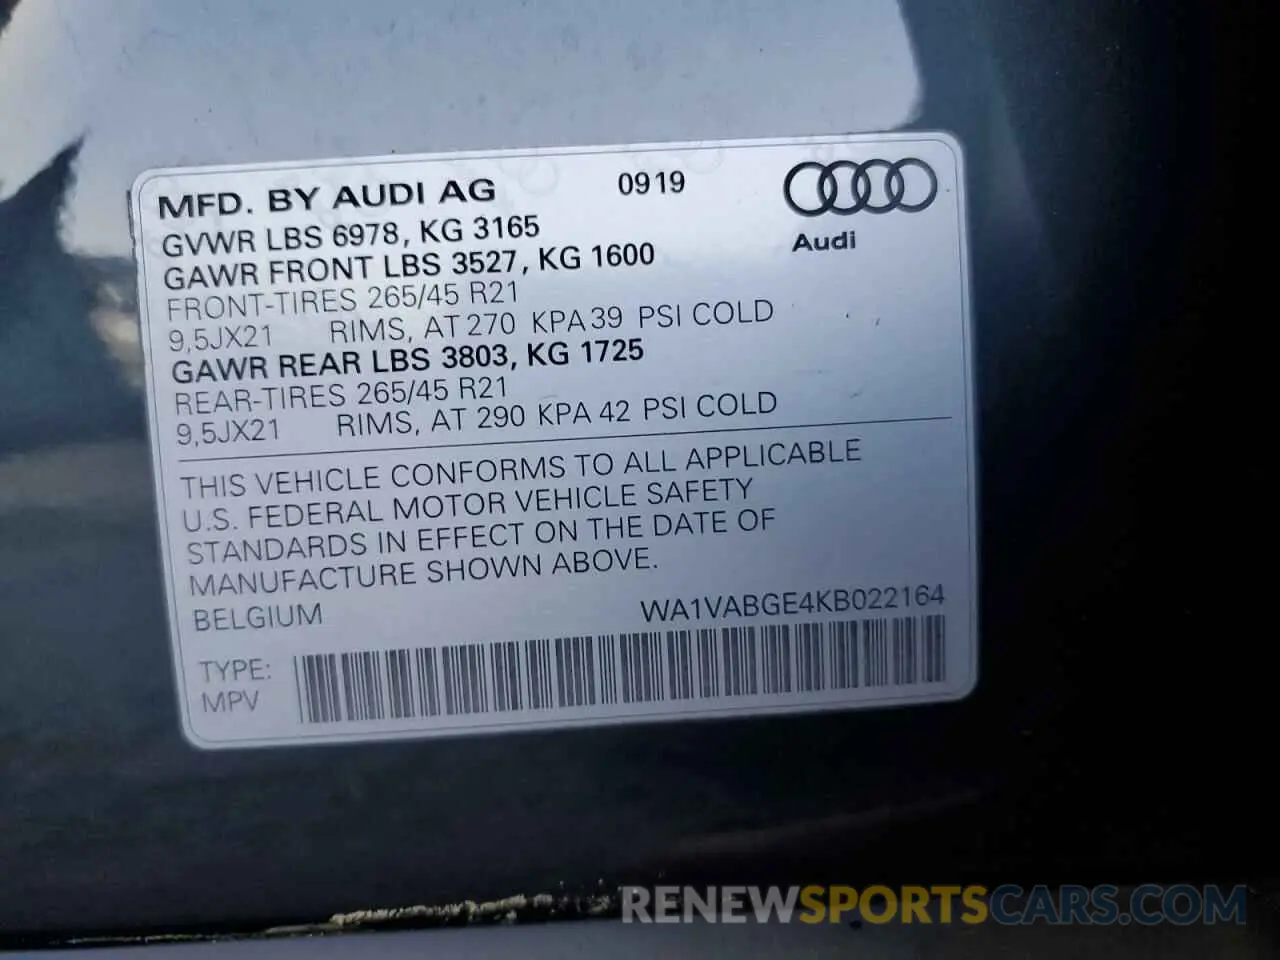 MFD. BY AUDI AG 0919
GVWR LBS 6978, KG 3165
GAWR FRONT LBS 3527, KG 1600
Audi
FRONT-TIRES 265/45 R21
9,5JX21 RIMS, AT 270 KPA 39 PSI COLD
GAWR REAR LBS 3803, KG 1725
REAR-TIRES 265/45 R21
9,5JX21 RIMS, AT 290 KPA 42 PSI COLD
THIS VEHICLE CONFORMS TO ALL APPLICABLE
U.S. FEDERAL MOTOR VEHICLE SAFETY
STANDARDS IN EFFECT ON THE DATE OF
MANUFACTURE SHOWN ABOVE.
BELGIUM WA1VABGE4KB022164
TYPE:
MPV
RENEWSPORTSCARS.COM